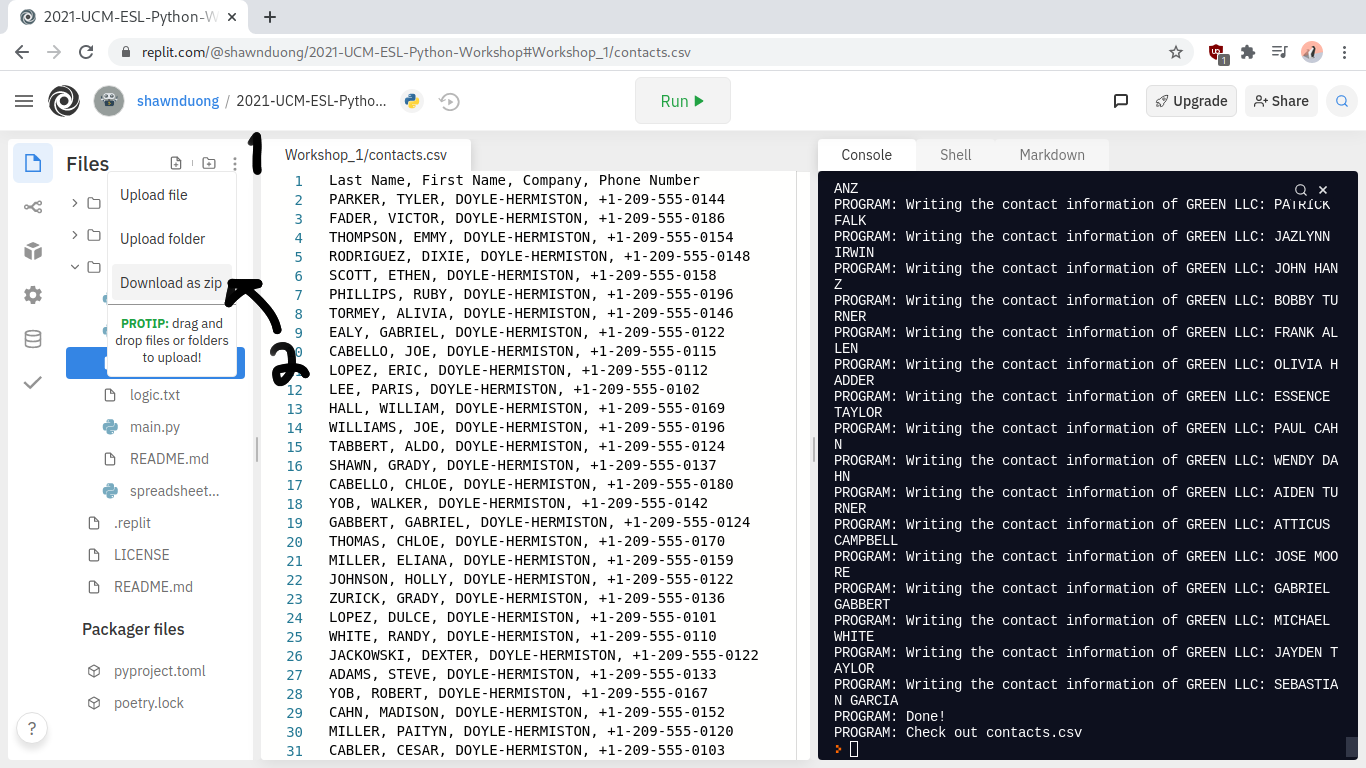 2021-UCM-ESL-Python-W
replit.com/@shawnduong/2021-UCM-ESL-Python-Workshop#Workshop_1/contacts.csv
1
shawnduong / 2021-UCM-ESL-Pytho...
Run
Upgrade
Share
Files
1
Upload file
Upload folder
Download as zip
PROTIP: drag and
drop files or folders
to upload!
2
logic.txt
main.py
README.md
spreadsheet...
.replit
LICENSE
README.md
Packager files
pyproject.toml
poetry.lock
?
Workshop_1/contacts.csv
1 Last Name, First Name, Company, Phone Number
2 PARKER, TYLER, DOYLE-HERMISTON, +1-209-555-0144
3 FADER, VICTOR, DOYLE-HERMISTON, +1-209-555-0186
4 THOMPSON, EMMY, DOYLE-HERMISTON, +1-209-555-0154
5 RODRIGUEZ, DIXIE, DOYLE-HERMISTON, +1-209-555-0148
6 SCOTT, ETHEN, DOYLE-HERMISTON, +1-209-555-0158
7 PHILLIPS, RUBY, DOYLE-HERMISTON, +1-209-555-0196
8 TORMEY, ALIVIA, DOYLE-HERMISTON, +1-209-555-0146
9 EALY, GABRIEL, DOYLE-HERMISTON, +1-209-555-0122
CABELLO, JOE, DOYLE-HERMISTON, +1-209-555-0115
LOPEZ, ERIC, DOYLE-HERMISTON, +1-209-555-0112
12 LEE, PARIS, DOYLE-HERMISTON, +1-209-555-0102
13 HALL, WILLIAM, DOYLE-HERMISTON, +1-209-555-0169
14 WILLIAMS, JOE, DOYLE-HERMISTON, +1-209-555-0196
15 TABBERT, ALDO, DOYLE-HERMISTON, +1-209-555-0124
16 SHAWN, GRADY, DOYLE-HERMISTON, +1-209-555-0137
17 CABELLO, CHLOE, DOYLE-HERMISTON, +1-209-555-0180
18 YOB, WALKER, DOYLE-HERMISTON, +1-209-555-0142
19 GABBERT, GABRIEL, DOYLE-HERMISTON, +1-209-555-0124
20 THOMAS, CHLOE, DOYLE-HERMISTON, +1-209-555-0170
21 MILLER, ELIANA, DOYLE-HERMISTON, +1-209-555-0159
22 JOHNSON, HOLLY, DOYLE-HERMISTON, +1-209-555-0122
23 ZURICK, GRADY, DOYLE-HERMISTON, +1-209-555-0136
24 LOPEZ, DULCE, DOYLE-HERMISTON, +1-209-555-0101
25 WHITE, RANDY, DOYLE-HERMISTON, +1-209-555-0110
26 JACKOWSKI, DEXTER, DOYLE-HERMISTON, +1-209-555-0122
27 ADAMS, STEVE, DOYLE-HERMISTON, +1-209-555-0133
28 YOB, ROBERT, DOYLE-HERMISTON, +1-209-555-0167
29 CAHN, MADISON, DOYLE-HERMISTON, +1-209-555-0152
30 MILLER, PAITYN, DOYLE-HERMISTON, +1-209-555-0120
31 CABLER, CESAR, DOYLE-HERMISTON, +1-209-555-0103
Console Shell Markdown
ANZ
PROGRAM: Writing the contact information of GREEN LLC: PATRICK
FALK
PROGRAM: Writing the contact information of GREEN LLC: JAZLYNN
IRWIN
PROGRAM: Writing the contact information of GREEN LLC: JOHN HAN
Z
PROGRAM: Writing the contact information of GREEN LLC: BOBBY TU
RNER
PROGRAM: Writing the contact information of GREEN LLC: FRANK AL
LEN
PROGRAM: Writing the contact information of GREEN LLC: OLIVIA H
ADDER
PROGRAM: Writing the contact information of GREEN LLC: ESSENCE
TAYLOR
PROGRAM: Writing the contact information of GREEN LLC: PAUL CAH
N
PROGRAM: Writing the contact information of GREEN LLC: WENDY DA
HN
PROGRAM: Writing the contact information of GREEN LLC: AIDEN TU
RNER
PROGRAM: Writing the contact information of GREEN LLC: ATTICUS
CAMPBELL
PROGRAM: Writing the contact information of GREEN LLC: JOSE MOO
RE
PROGRAM: Writing the contact information of GREEN LLC: GABRIEL
GABBERT
PROGRAM: Writing the contact information of GREEN LLC: MICHAEL
WHITE
PROGRAM: Writing the contact information of GREEN LLC: JAYDEN T
AYLOR
PROGRAM: Writing the contact information of GREEN LLC: SEBASTIA
N GARCIA
PROGRAM: Done!
PROGRAM: Check out contacts.csv